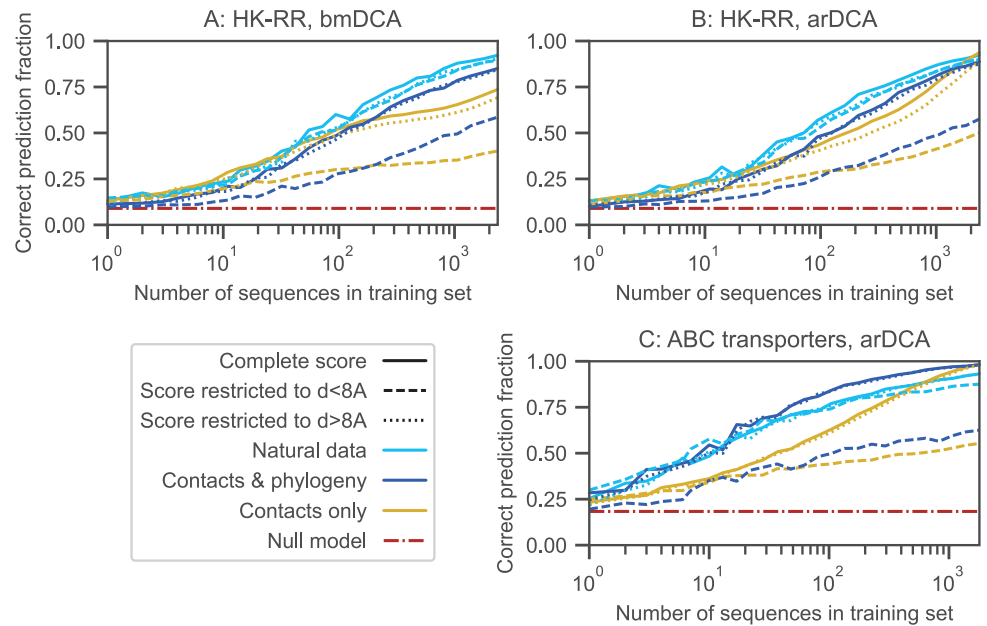 A: HK-RR, bmDCA
Correct prediction fraction
1.00
0.75
0.50
0.25
0.00
10^0
10^1
10^2
10^3
Number of sequences in training set
B: HK-RR, arDCA
1.00
0.75
0.50
0.25
0.00
10^0
10^1
10^2
10^3
Number of sequences in training set
Complete score
Score restricted to d<8A
Score restricted to d>8A
Natural data
Contacts & phylogeny
Contacts only
Null model
C: ABC transporters, arDCA
Correct prediction fraction
1.00
0.75
0.50
0.25
0.00
10^0
10^1
10^2
10^3
Number of sequences in training set